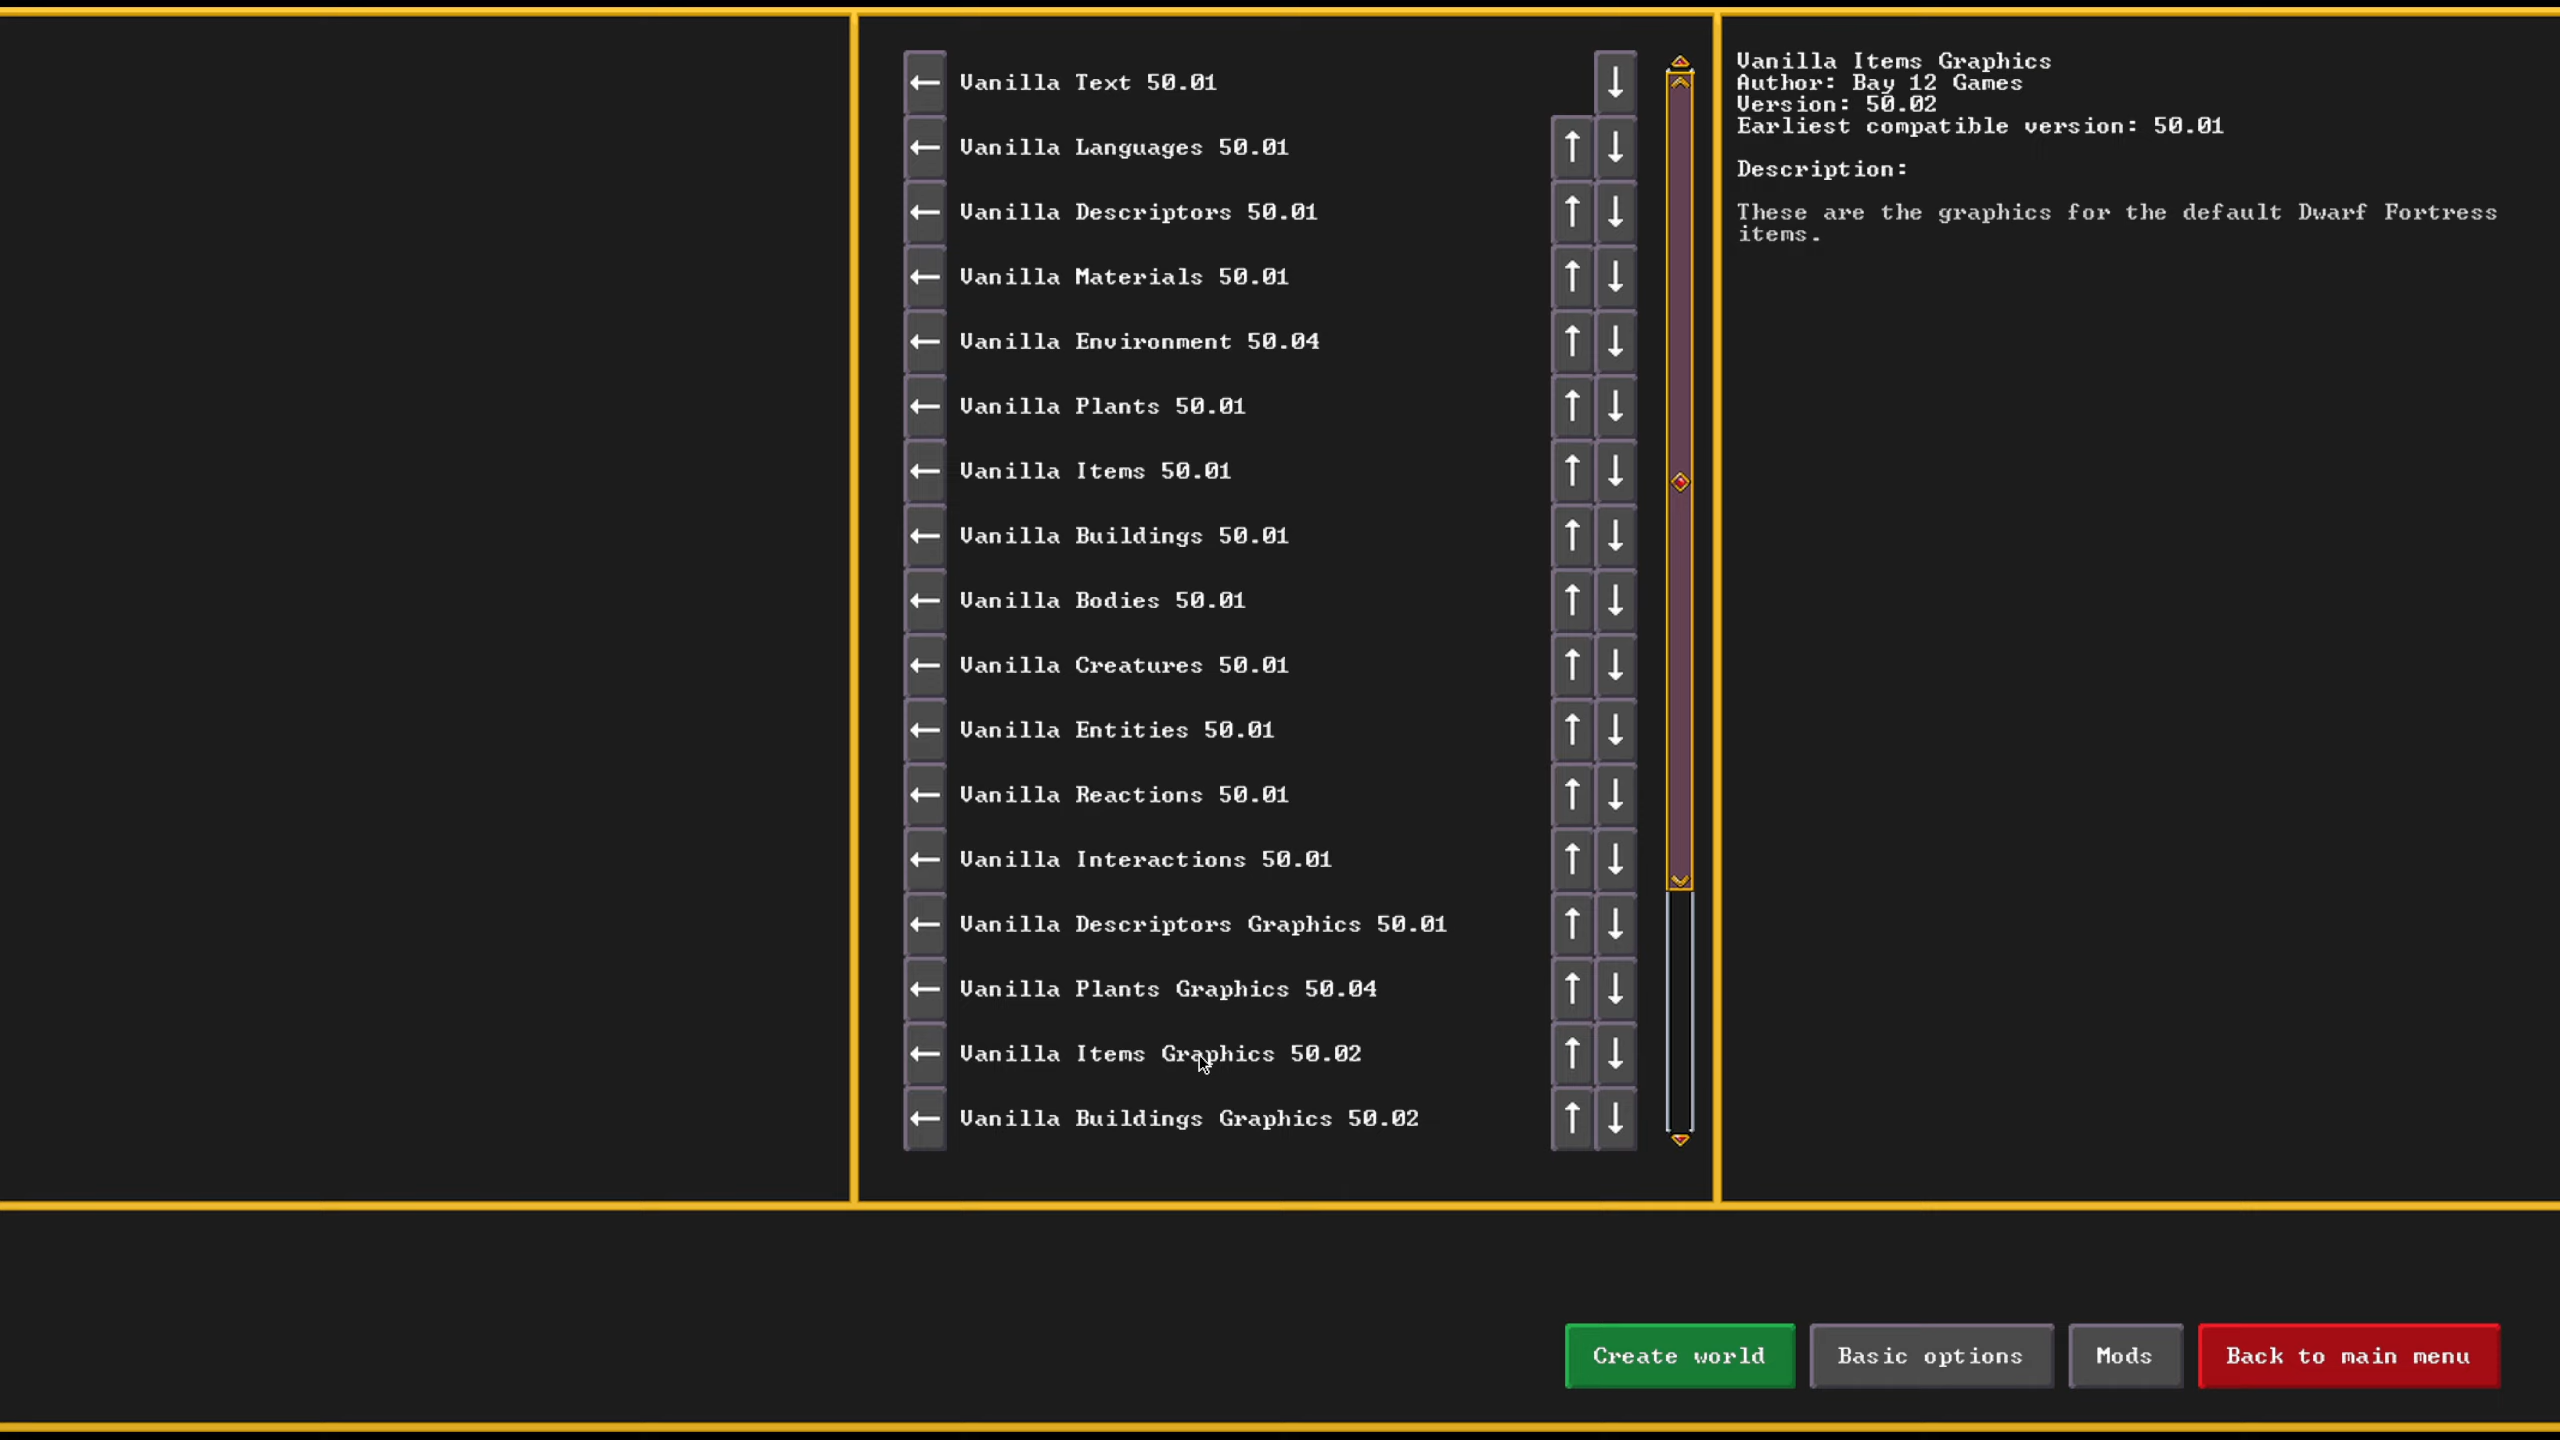 Vanilla Text 50.01
Vanilla Languages 50.01
Vanilla Descriptors 50.01
Vanilla Materials 50.01
Vanilla Environment 50.04
Vanilla Plants 50.01
Vanilla Items 50.01
Vanilla Buildings 50.01
Vanilla Bodies 50.01
Vanilla Creatures 50.01
Vanilla Entities 50.01
Vanilla Reactions 50.01
Vanilla Interactions 50.01
Vanilla Descriptors Graphics 50.01
Vanilla Plants Graphics 50.04
Vanilla Items Graphics 50.02
Vanilla Buildings Graphics 50.02
Vanilla Items Graphics
Author: Bay 12 Games
Version: 50.02
Earliest compatible version: 50.01
Description:
These are the graphics for the default Dwarf Fortress
items.
Create world
Basic options
Mods
Back to main menu